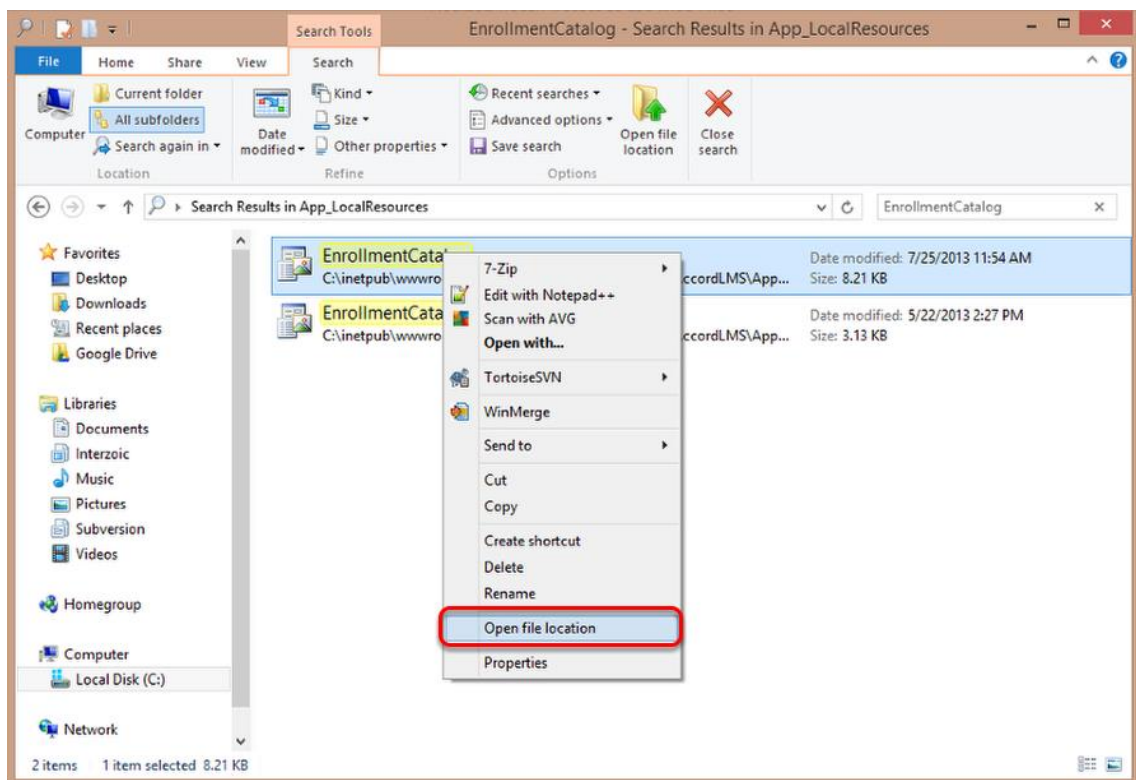 Search Tools
EnrollmentCatalog - Search Results in App_LocalResources
File Home Share View Search
Computer
Current folder
All subfolders
Search again in
Location
Date modified
Kind
Size
Other properties
Refine
Recent searches
Advanced options
Save search
Options
Open file location
Close search
Search Results in App_LocalResources
EnrollmentCatalog
Favorites
Desktop
Downloads
Recent places
Google Drive
Libraries
Documents
Interzoic
Music
Pictures
Subversion
Videos
Homegroup
Computer
Local Disk (C:)
Network
EnrollmentCata
C:\inetpub\wwwro ccordLMS\App...
Date modified: 7/25/2013 11:54 AM
Size: 8.21 KB
EnrollmentCata
C:\inetpub\wwwro ccordLMS\App...
Date modified: 5/22/2013 2:27 PM
Size: 3.13 KB
7-Zip
Edit with Notepad++
Scan with AVG
Open with...
TortoiseSVN
WinMerge
Send to
Cut
Copy
Create shortcut
Delete
Rename
Open file location
Properties
2 items 1 item selected 8.21 KB